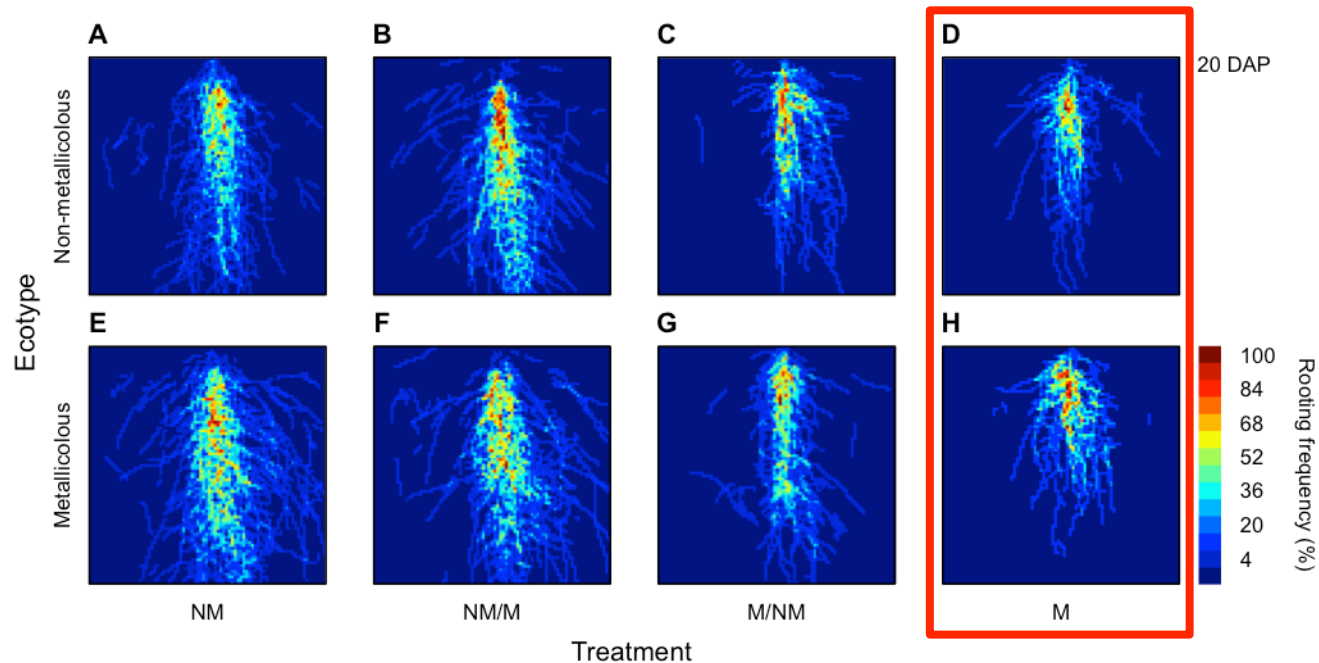 A
B
C
D
20 DAP
Non-metallicolous
Ecotype
E
F
G
H
Metallicolous
100
84
68
52
36
20
4
Rooting frequency (%)
NM
NM/M
M/NM
M
Treatment